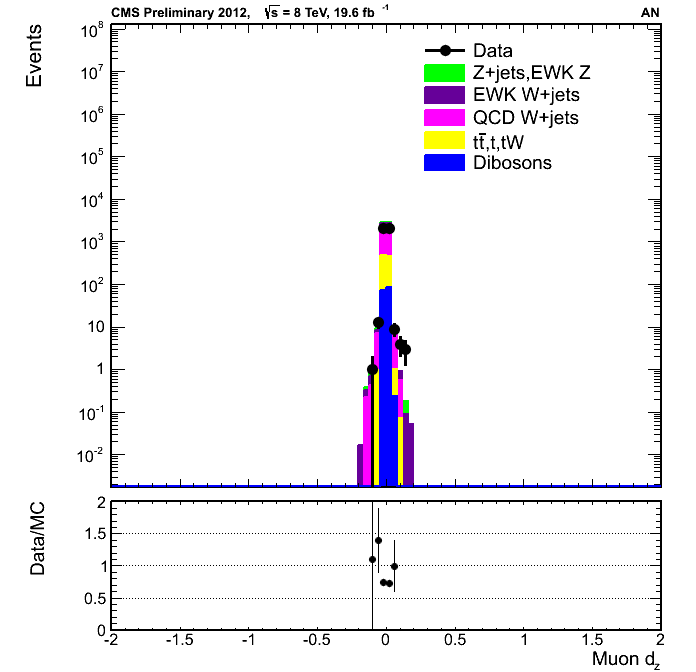 CMS Preliminary 2012, √s = 8 TeV, 19.6 fb⁻¹ AN
Events
10⁸
10⁷
10⁶
10⁵
10⁴
10³
10²
10
1
10⁻¹
10⁻²
Data
Z+jets,EWK Z
EWK W+jets
QCD W+jets
tt̅,t,tW
Dibosons
Data/MC
2
1.5
1
0.5
0
-2 -1.5 -1 -0.5 0 0.5 1 1.5 2
Muon d_z